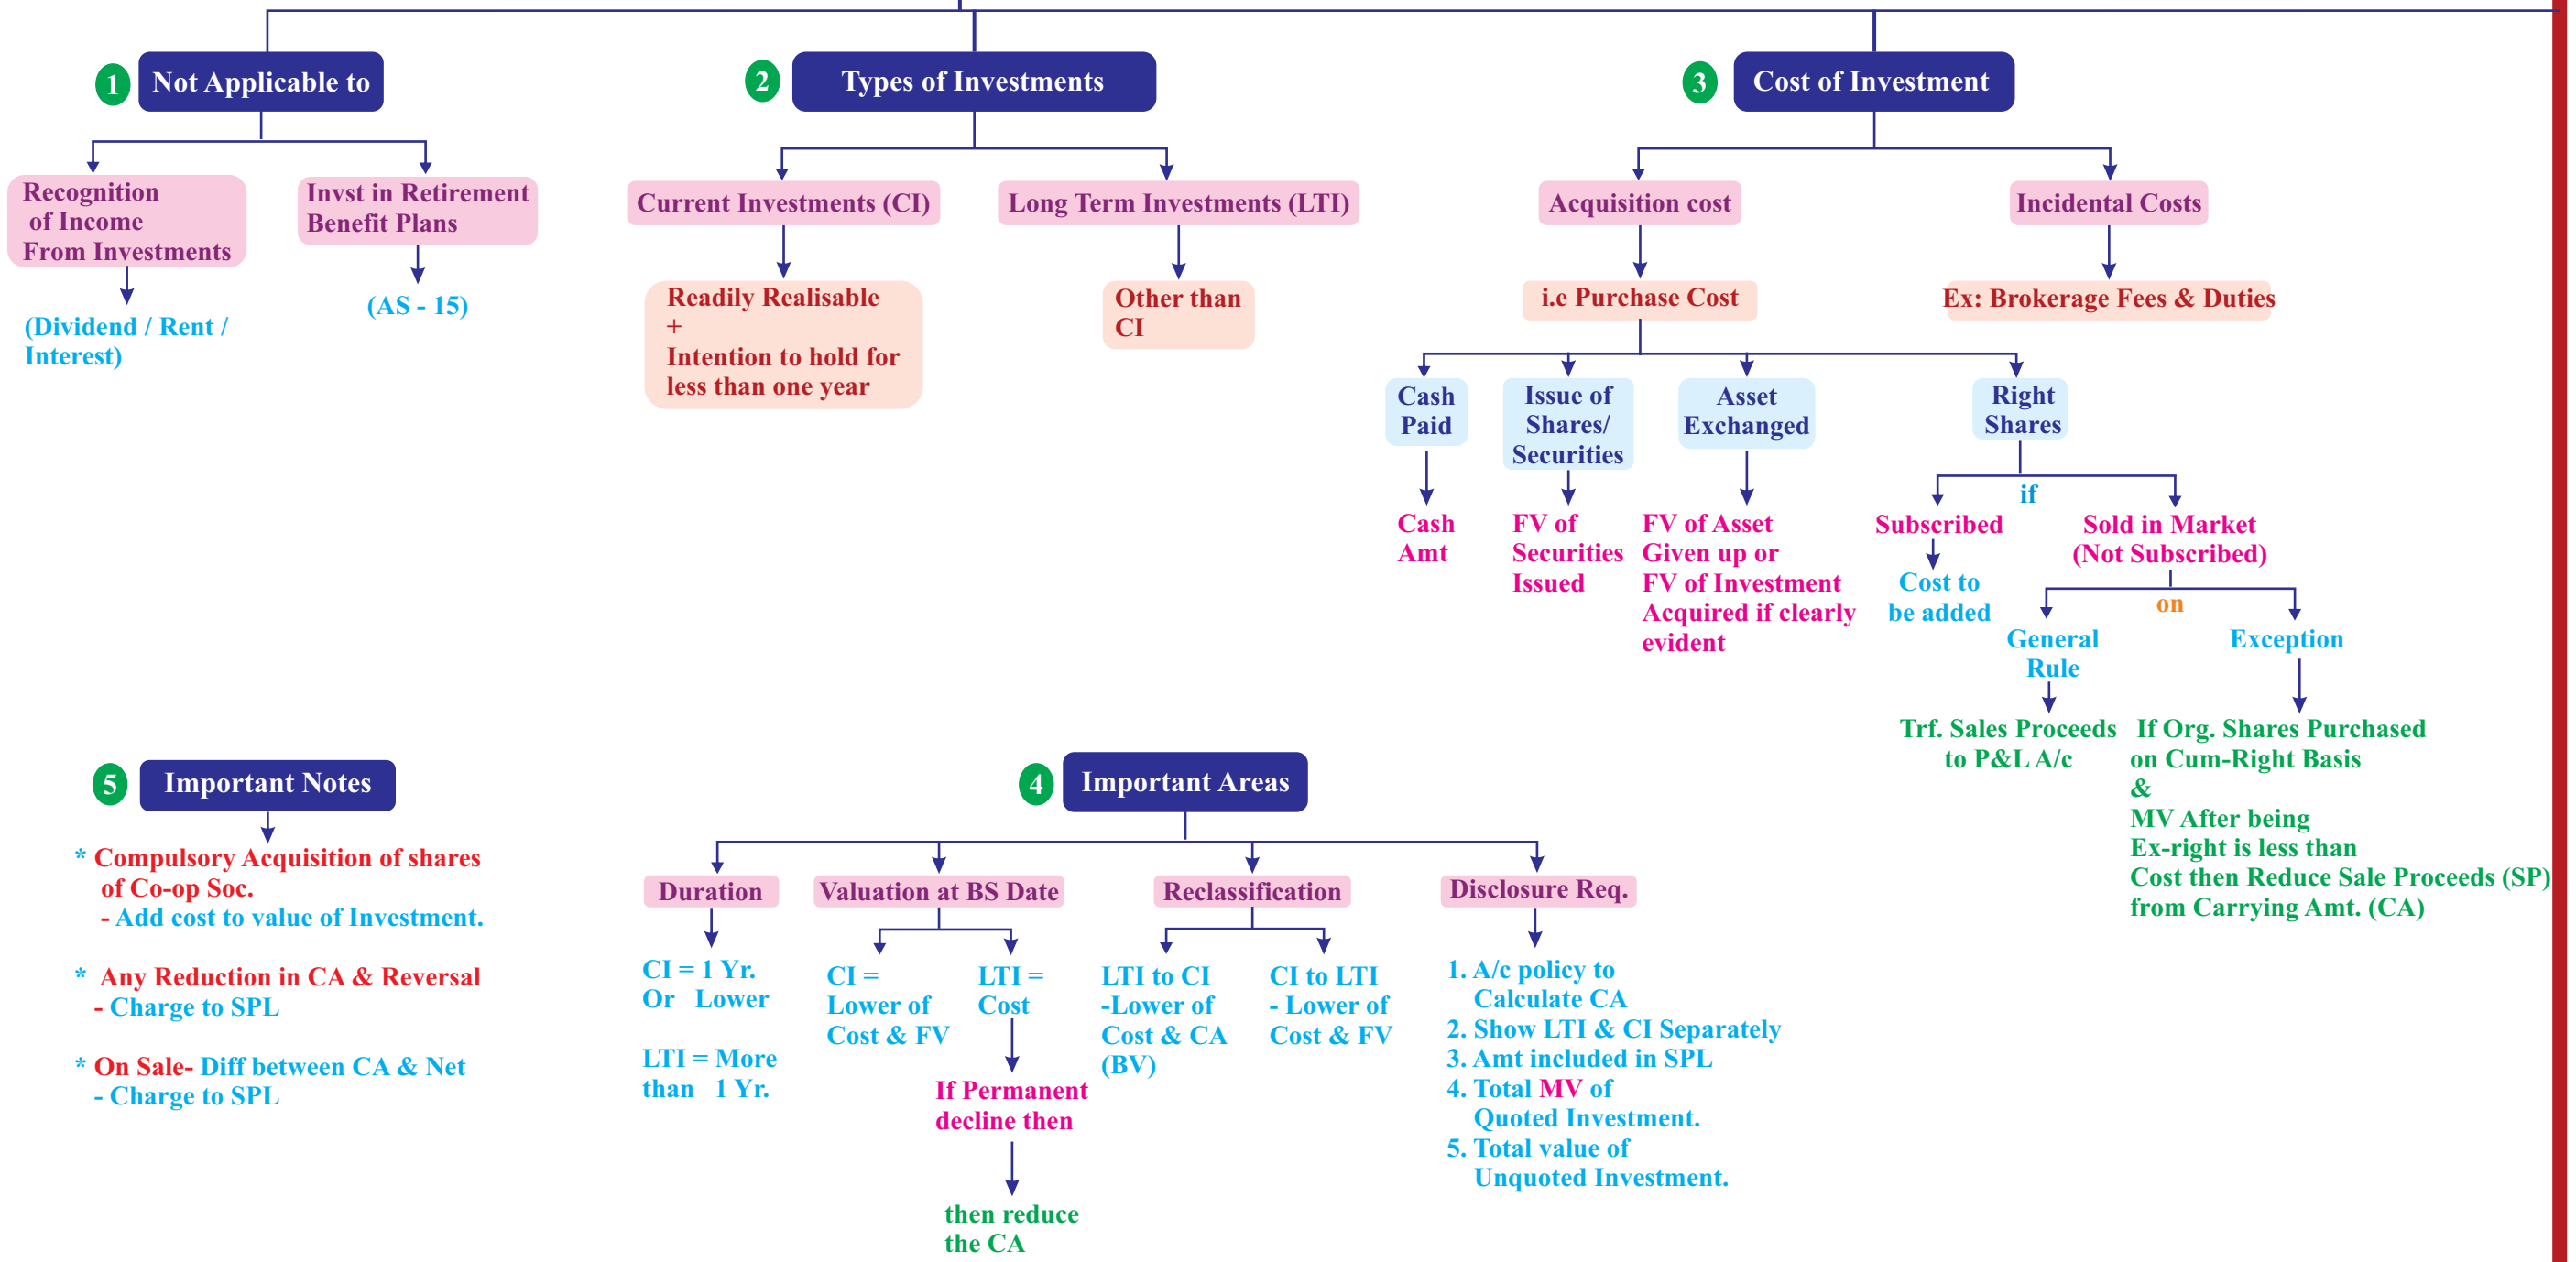 1 Not Applicable to
Recognition
of Income
From Investments
(Dividend / Rent /
Interest)
Invst in Retirement
Benefit Plans
(AS - 15)
2 Types of Investments
Current Investments (CI)
Readily Realisable
+
Intention to hold for
less than one year
Long Term Investments (LTI)
Other than
CI
3 Cost of Investment
Acquisition cost
i.e Purchase Cost
Cash
Paid
Cash
Amt
Issue of
Shares/
Securities
FV of
Securities
Issued
Asset
Exchanged
FV of Asset
Given up or
FV of Investment
Acquired if clearly
evident
Right
Shares
if
Subscribed
Cost to
be added
Sold in Market
(Not Subscribed)
on
General
Rule
Trf. Sales Proceeds
to P&L A/c
Exception
If Org. Shares Purchased
on Cum-Right Basis
&
MV After being
Ex-right is less than
Cost then Reduce Sale Proceeds (SP)
from Carrying Amt. (CA)
Incidental Costs
Ex: Brokerage Fees & Duties
4 Important Areas
Duration
CI = 1 Yr.
Or Lower
LTI = More
than 1 Yr.
Valuation at BS Date
CI =
Lower of
Cost & FV
LTI =
Cost
If Permanent
decline then
then reduce
the CA
Reclassification
LTI to CI
-Lower of
Cost & CA
(BV)
CI to LTI
- Lower of
Cost & FV
Disclosure Req.
1. A/c policy to
Calculate CA
2. Show LTI & CI Separately
3. Amt included in SPL
4. Total MV of
Quoted Investment.
5. Total value of
Unquoted Investment.
5 Important Notes
* Compulsory Acquisition of shares
of Co-op Soc.
- Add cost to value of Investment.
* Any Reduction in CA & Reversal
- Charge to SPL
* On Sale- Diff between CA & Net
- Charge to SPL